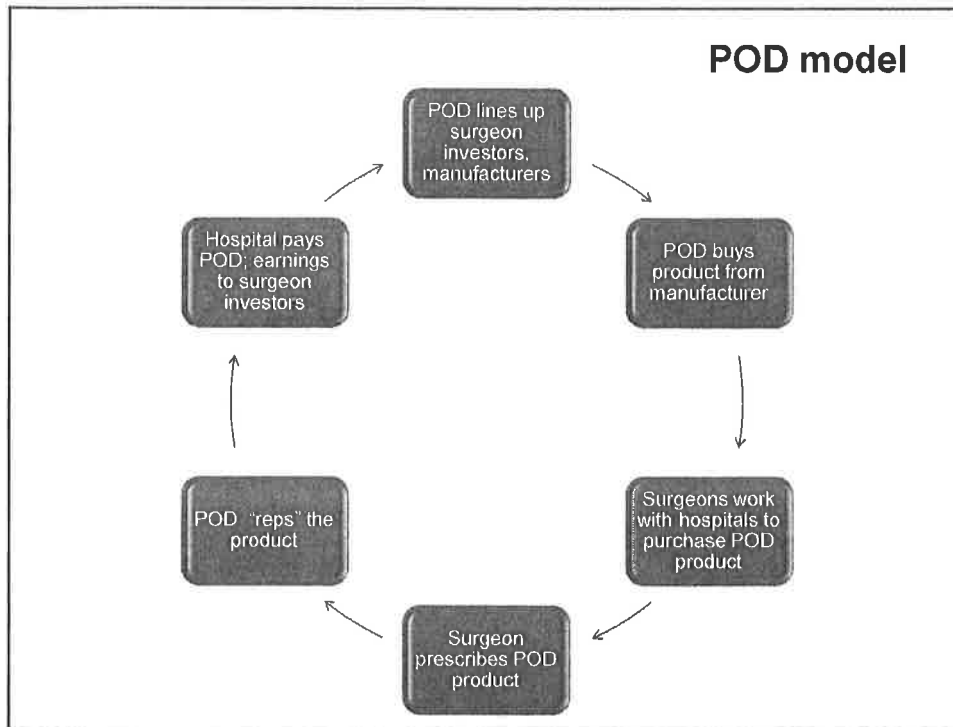 POD model
POD lines up
surgeon
investors,
manufacturers
POD buys
product from
manufacturer
Surgeons work
with hospitals to
purchase POD
product
Surgeon
prescribes POD
product
POD "reps" the
product
Hospital pays
POD; earnings
to surgeon
investors